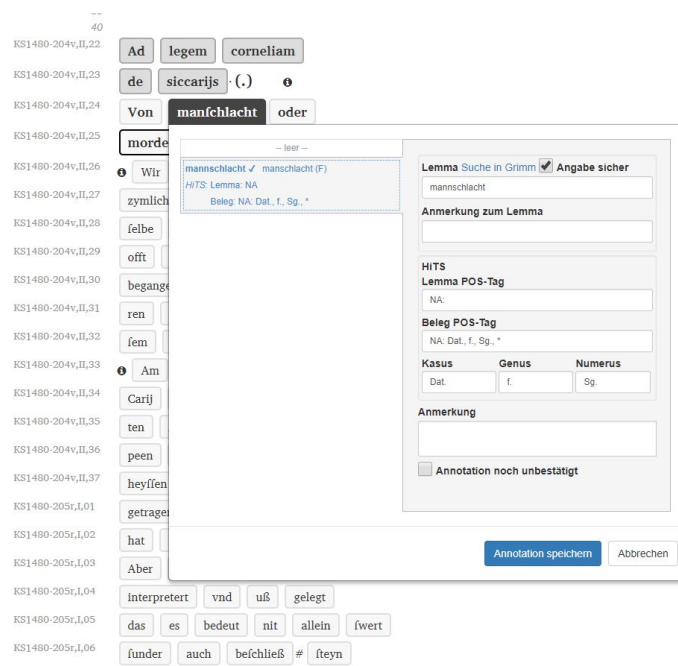 40
KS1480-204v,II,22 Ad legem corneliam
KS1480-204v,II,23 de siccarijs · (.)
KS1480-204v,II,24 Von manſchlacht oder
KS1480-204v,II,25 morde
KS1480-204v,II,26 Wir
KS1480-204v,II,27 zymlich
KS1480-204v,II,28 ſelbe
KS1480-204v,II,29 offt
KS1480-204v,II,30 begange
KS1480-204v,II,31 ren
KS1480-204v,II,32 ſem
KS1480-204v,II,33 Am
KS1480-204v,II,34 Carij
KS1480-204v,II,35 ten
KS1480-204v,II,36 peen
KS1480-204v,II,37 heyſſen
KS1480-205r,I,01 getragen
KS1480-205r,I,02 hat
KS1480-205r,I,03 Aber
KS1480-205r,I,04 interpretert vnd uß gelegt
KS1480-205r,I,05 das es bedeut nit allein ſwert
KS1480-205r,I,06 ſunder auch beſchließ # ſteyn
-- leer --
mannschlacht ✓ manschlacht (F)
HiTS: Lemma: NA
Beleg: NA: Dat., f., Sg., *
Lemma Suche in Grimm ✔ Angabe sicher
mannschlacht
Anmerkung zum Lemma
HiTS
Lemma POS-Tag
NA:
Beleg POS-Tag
NA: Dat., f., Sg., *
Kasus Genus Numerus
Dat. f. Sg.
Anmerkung
Annotation noch unbestätigt
Annotation speichern Abbrechen